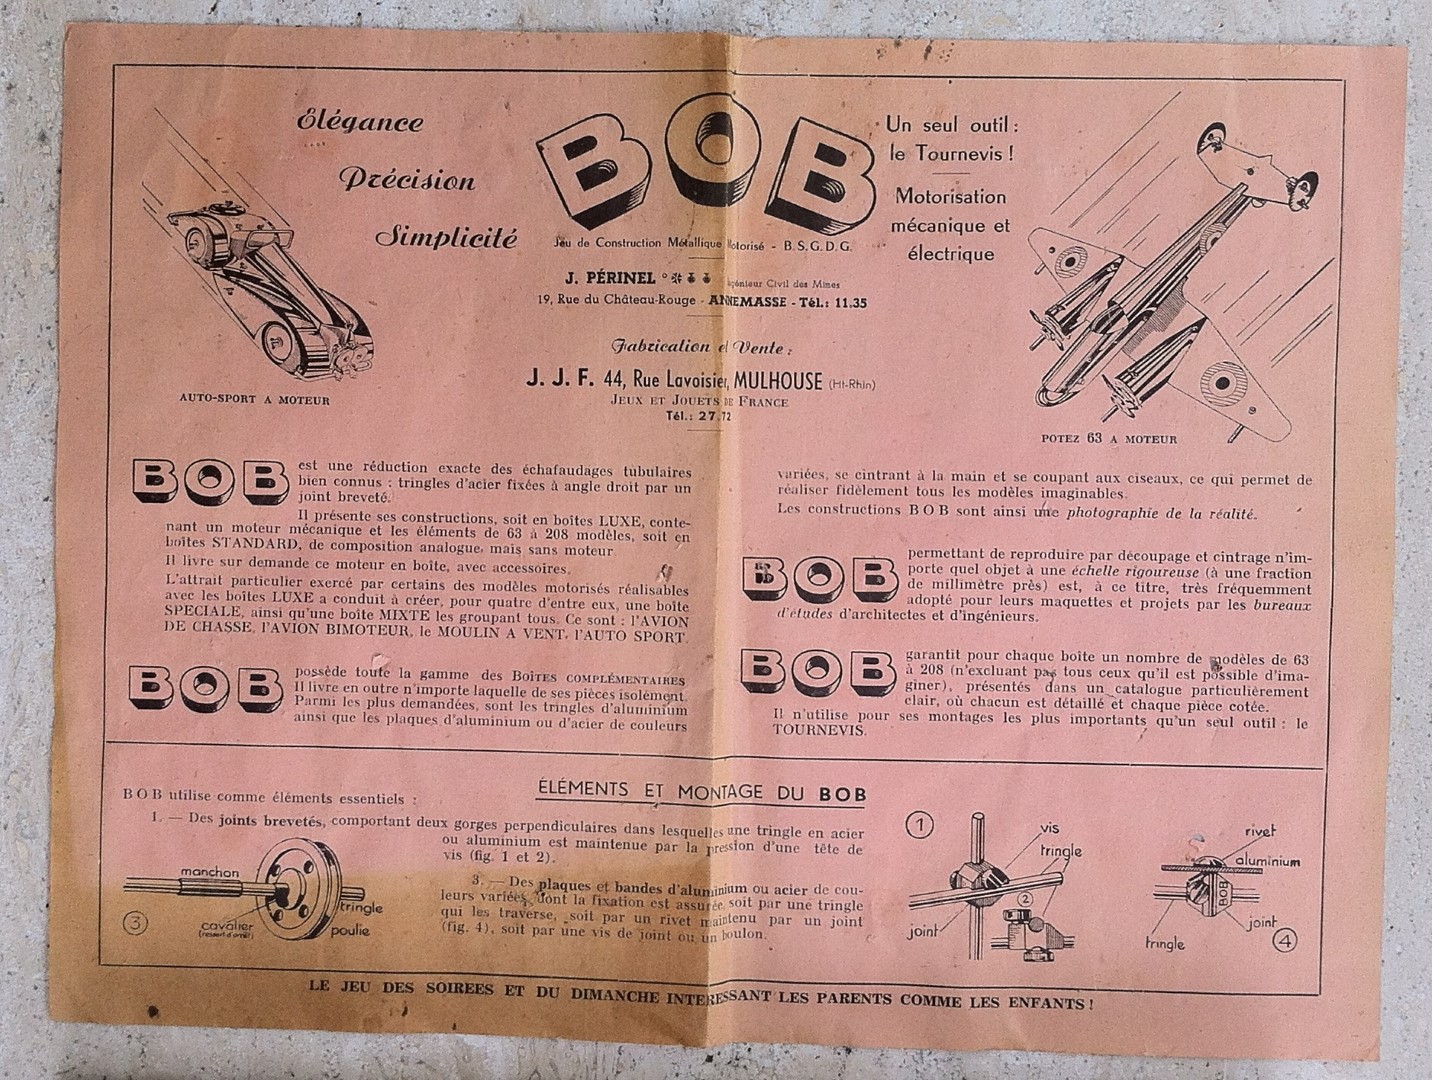 Elégance
Précision
Simplicité
BOB
Jeu de Construction Métallique Motorisé - B.S.G.D.G.
J. PÉRINEL Ingénieur Civil des Mines
19, Rue du Château-Rouge - ANNEMASSE - Tél.: 11.35
Fabrication et Vente :
J. J. F. 44, Rue Lavoisier, MULHOUSE (Ht-Rhin)
JEUX ET JOUETS DE FRANCE
Tél.: 27.72
Un seul outil :
le Tournevis !
Motorisation
mécanique et
électrique
AUTO-SPORT A MOTEUR
POTEZ 63 A MOTEUR
BOB est une réduction exacte des échafaudages tubulaires
bien connus : tringles d'acier fixées à angle droit par un
joint breveté.
Il présente ses constructions, soit en boîtes LUXE, conte-
nant un moteur mécanique et les éléments de 63 à 208 modèles, soit en
boîtes STANDARD, de composition analogue, mais sans moteur
Il livre sur demande ce moteur en boîte, avec accessoires.
L'attrait particulier exercé par certains des modèles motorisés réalisables
avec les boîtes LUXE a conduit à créer, pour quatre d'entre eux, une boîte
SPECIALE, ainsi qu'une boîte MIXTE les groupant tous. Ce sont : l'AVION
DE CHASSE, l'AVION BIMOTEUR, le MOULIN A VENT, l'AUTO SPORT.
BOB possède toute la gamme des BOITES COMPLÉMENTAIRES
Il livre en outre n'importe laquelle de ses pièces isolément.
Parmi les plus demandées, sont les tringles d'aluminium
ainsi que les plaques d'aluminium ou d'acier de couleurs
variées, se cintrant à la main et se coupant aux ciseaux, ce qui permet de
réaliser fidèlement tous les modèles imaginables.
Les constructions BOB sont ainsi une photographie de la réalité.
BOB permettant de reproduire par découpage et cintrage n'im-
porte quel objet à une échelle rigoureuse (à une fraction
de millimètre près) est, à ce titre, très fréquemment
adopté pour leurs maquettes et projets par les bureaux
d'études d'architectes et d'ingénieurs.
BOB garantit pour chaque boîte un nombre de modèles de 63
à 208 (n'excluant pas tous ceux qu'il est possible d'ima-
giner), présentés dans un catalogue particulièrement
clair, où chacun est détaillé et chaque pièce cotée.
Il n'utilise pour ses montages les plus importants qu'un seul outil : le
TOURNEVIS.
ÉLÉMENTS ET MONTAGE DU BOB
BOB utilise comme éléments essentiels :
1. — Des joints brevetés, comportant deux gorges perpendiculaires dans lesquelles une tringle en acier
ou aluminium est maintenue par la pression d'une tête de
vis (fig. 1 et 2).
3. — Des plaques et bandes d'aluminium ou acier de cou-
leurs variées, dont la fixation est assurée, soit par une tringle
qui les traverse, soit par un rivet maintenu par un joint
(fig. 4), soit par une vis de joint ou un boulon.
manchon
cavalier
(ressort d'arrêt)
tringle
poulie
3
1
vis
tringle
joint
2
rivet
aluminium
BOB
joint
tringle
4
LE JEU DES SOIREES ET DU DIMANCHE INTERESSANT LES PARENTS COMME LES ENFANTS !